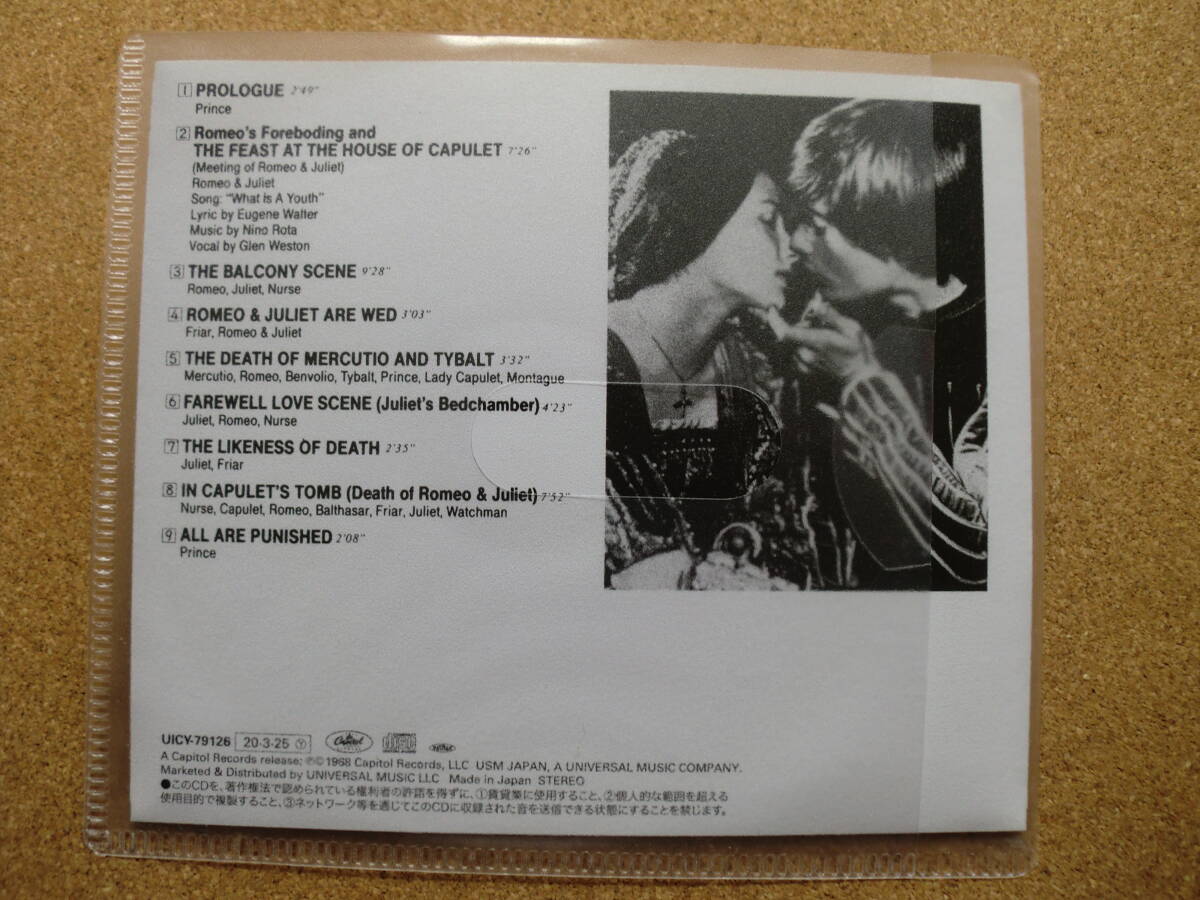 1 PROLOGUE 2'49"
Prince
2 Romeo's Foreboding and
THE FEAST AT THE HOUSE OF CAPULET 7'26"
(Meeting of Romeo & Juliet)
Romeo & Juliet
Song: "What is A Youth"
Lyric by Eugene Walter
Music by Nino Rota
Vocal by Glen Weston
3 THE BALCONY SCENE 9'28"
Romeo, Juliet, Nurse
4 ROMEO & JULIET ARE WED 3'03"
Friar, Romeo & Juliet
5 THE DEATH OF MERCUTIO AND TYBALT 3'32"
Mercutio, Romeo, Benvolio, Tybalt, Prince, Lady Capulet, Montague
6 FAREWELL LOVE SCENE (Juliet's Bedchamber) 4'23"
Juliet, Romeo, Nurse
7 THE LIKENESS OF DEATH 2'35"
Juliet, Friar
8 IN CAPULET'S TOMB (Death of Romeo & Juliet) 7'52"
Nurse, Capulet, Romeo, Balthasar, Friar, Juliet, Watchman
9 ALL ARE PUNISHED 2'08"
Prince
UICY-79126 20·3·25 Ⓨ Capitol disc
A Capitol Records release; ℗©1968 Capitol Records, LLC USM JAPAN, A UNIVERSAL MUSIC COMPANY.
Marketed & Distributed by UNIVERSAL MUSIC LLC Made in Japan STEREO
●このCDを、著作権法で認められている権利者の許諾を得ずに、①賃貸業に使用すること、②個人的な範囲を超える
使用目的で複製すること、③ネットワーク等を通じてこのCDに収録された音を送信できる状態にすることを禁じます。